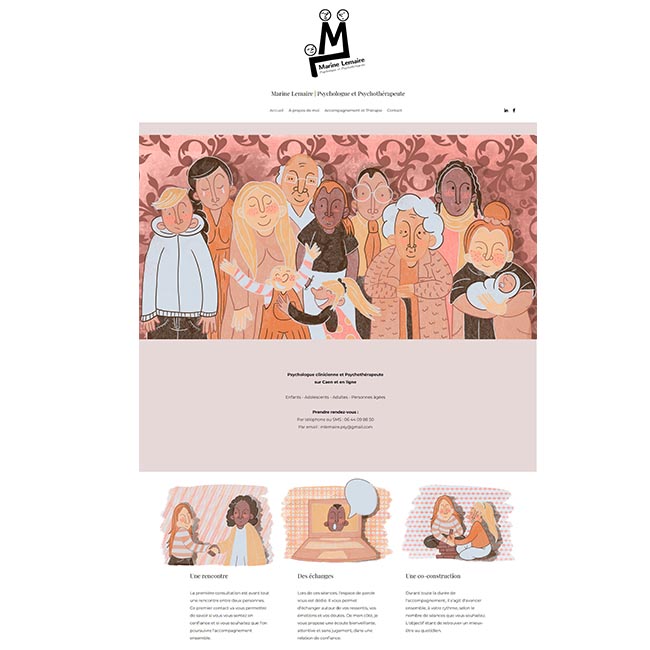 M
Marine Lemaire
Psychologue et Psychothérapeute
Marine Lemaire | Psychologue et Psychothérapeute
Accueil A propos de moi Accompagnement et Thérapie Contact
Psychologue clinicienne et Psychothérapeute
sur Caen et en ligne
Enfants - Adolescents - Adultes - Personnes âgées
Prendre rendez-vous :
Par téléphone ou SMS : 06 44 09 88 50
Par email : mlemaire.psy@gmail.com
Une rencontre
La première consultation est avant tout
une rencontre entre deux personnes.
Ce premier contact va vous permettre
de savoir si vous vous sentez en
confiance et si vous souhaitez que l'on
poursuive l'accompagnement
ensemble.
Des échanges
Lors de ces séances, l'espace de parole
vous est dédié. Il vous permet
d'échanger autour de vos ressentis, vos
émotions et vos doutes. De mon côté, je
vous propose une écoute bienveillante,
attentive et sans jugement, dans une
relation de confiance.
Une co-construction
Durant toute la durée de
l'accompagnement, il s'agit d'avancer
ensemble, à votre rythme, selon le
nombre de séances que vous souhaitez.
L'objectif étant de retrouver un mieux-
être au quotidien.